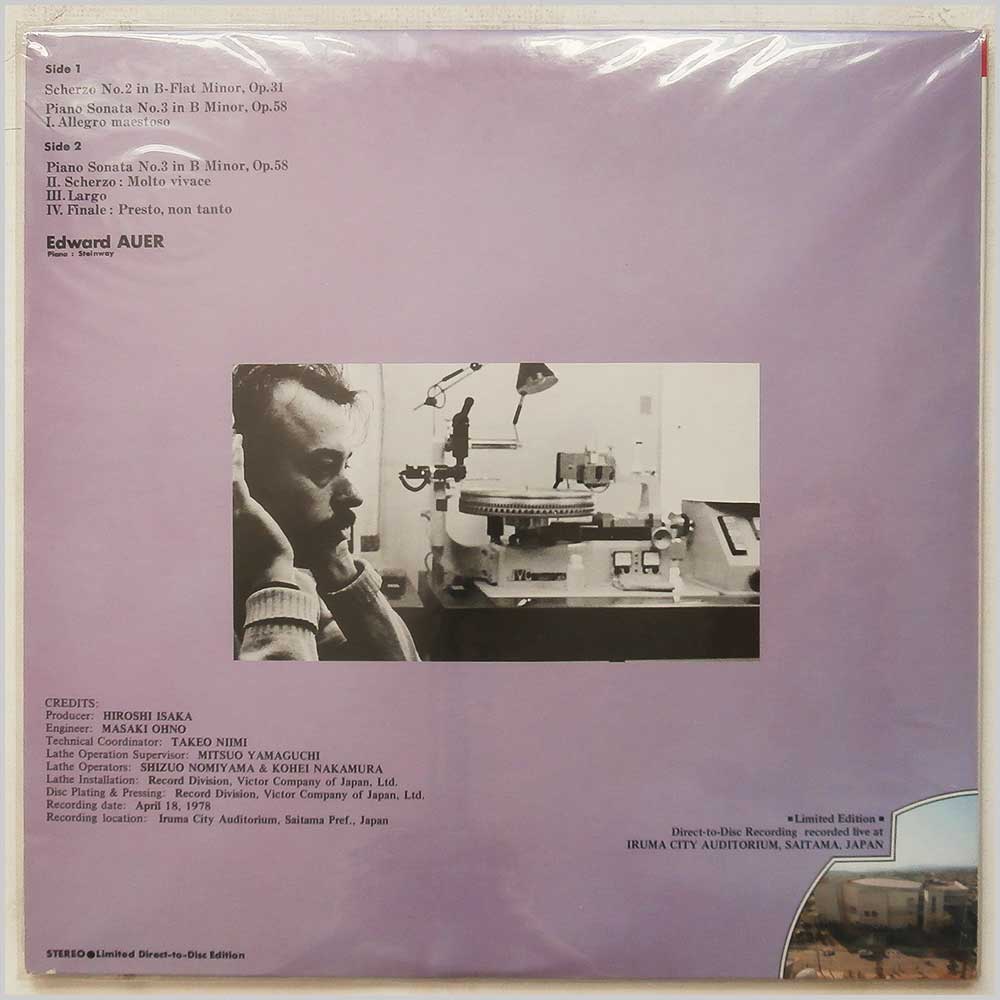 Side 1
Scherzo No.2 in B-Flat Minor, Op.31
Piano Sonata No.3 in B Minor, Op.58
I. Allegro maestoso
Side 2
Piano Sonata No.3 in B Minor, Op.58
II. Scherzo : Molto vivace
III. Largo
IV. Finale : Presto, non tanto
Edward AUER
Piano : Steinway
VC
CREDITS:
Producer: HIROSHI ISAKA
Engineer: MASAKI OHNO
Technical Coordinator: TAKEO NIIMI
Lathe Operation Supervisor: MITSUO YAMAGUCHI
Lathe Operators: SHIZUO NOMIYAMA & KOHEI NAKAMURA
Lathe Installation: Record Division, Victor Company of Japan, Ltd.
Disc Plating & Pressing: Record Division, Victor Company of Japan, Ltd.
Recording date: April 18, 1978
Recording location: Iruma City Auditorium, Saitama Pref., Japan
■Limited Edition■
Direct-to-Disc Recording recorded live at
IRUMA CITY AUDITORIUM, SAITAMA, JAPAN
STEREO●Limited Direct-to-Disc Edition